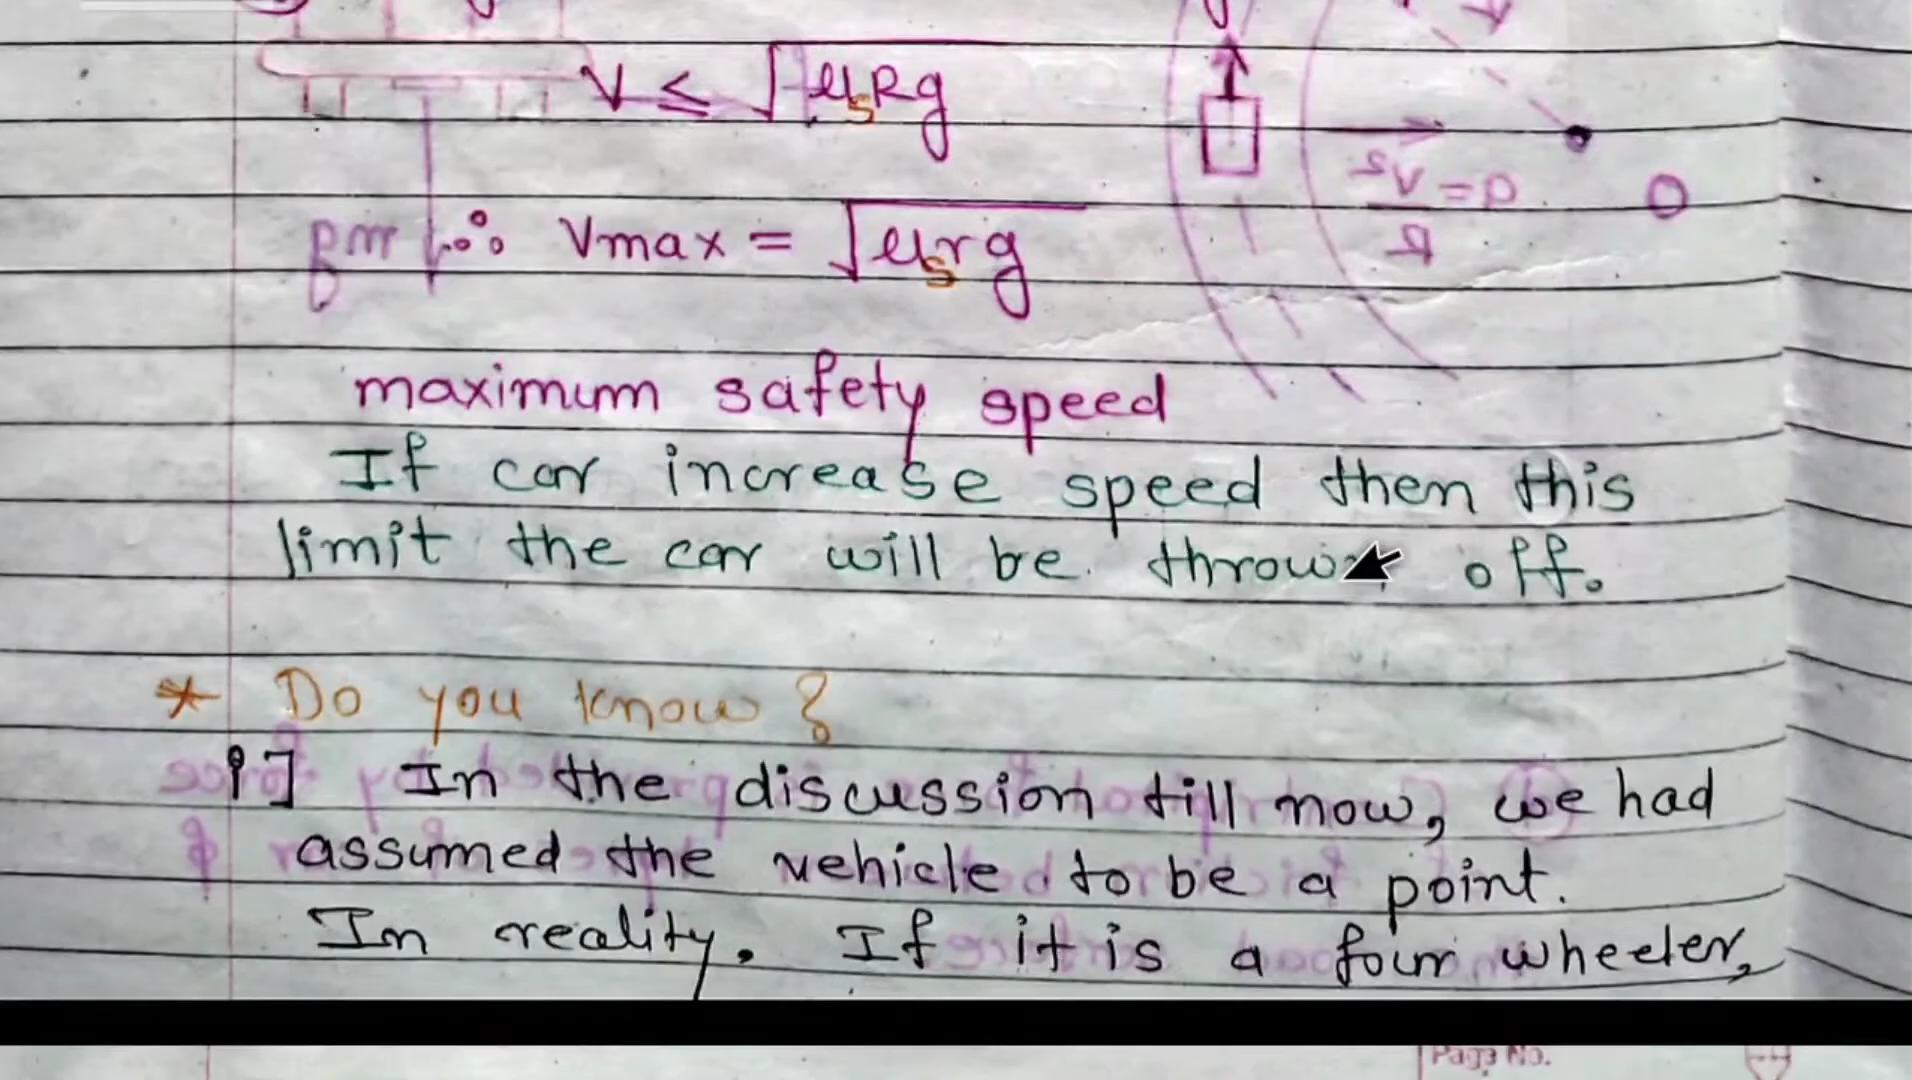 V ≤ √μsRg
∴ Vmax = √μsrg
maximum safety speed
If car increase speed then this
limit the car will be thrown off.
* Do you know ?
1] In the discussion till now, we had
assumed the vehicle to be a point.
In reality. If it is a four wheeler,
Page No.